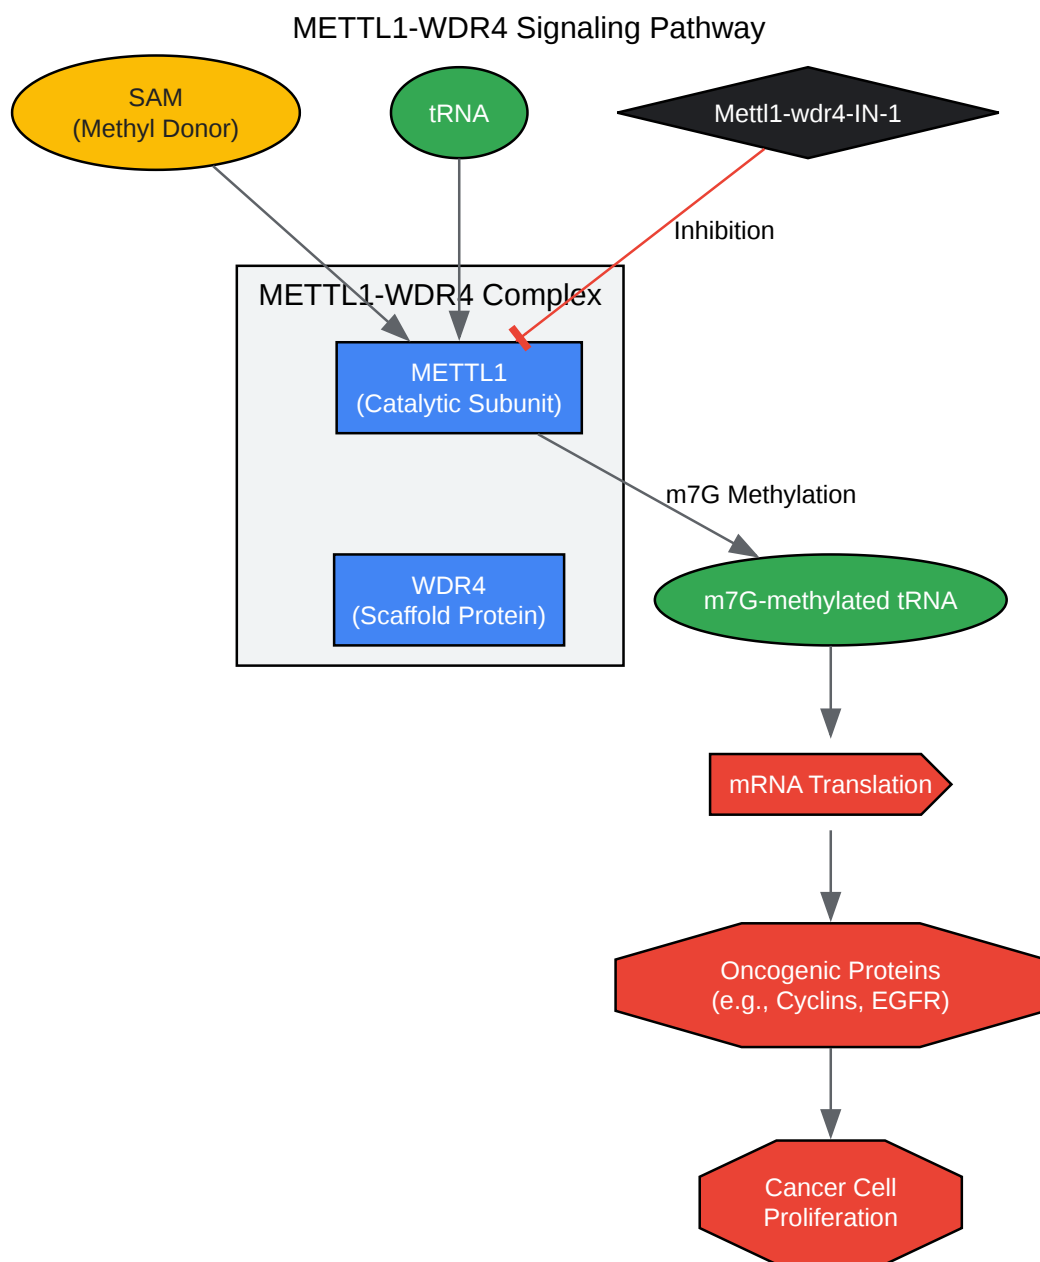 METTL1-WDR4 Signaling Pathway
SAM
(Methyl Donor)
tRNA
Mettl1-wdr4-IN-1
Inhibition
METTL1-WDR4 Complex
METTL1
(Catalytic Subunit)
m7G Methylation
WDR4
(Scaffold Protein)
m7G-methylated tRNA
mRNA Translation
Oncogenic Proteins
(e.g., Cyclins, EGFR)
Cancer Cell
Proliferation